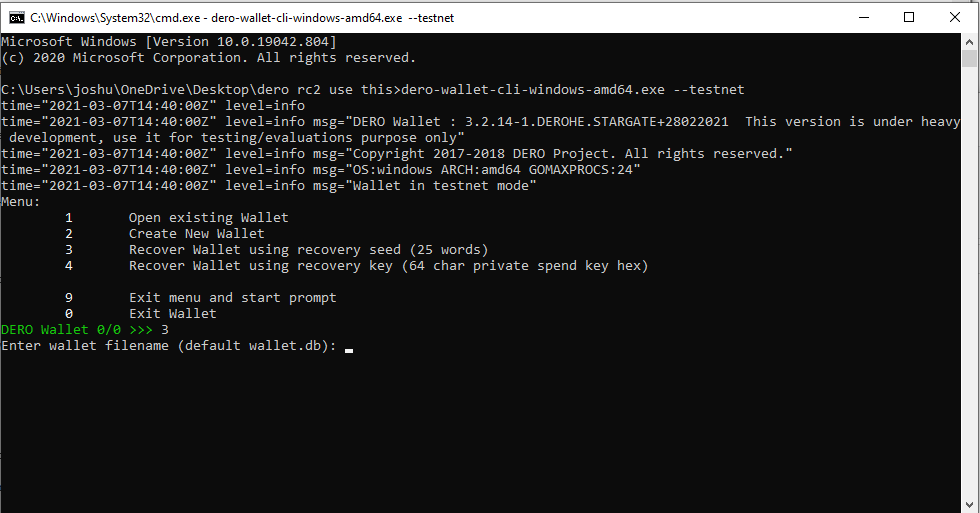 C:\Windows\System32\cmd.exe - dero-wallet-cli-windows-amd64.exe --testnet
Microsoft Windows [Version 10.0.19042.804]
(c) 2020 Microsoft Corporation. All rights reserved.
C:\Users\joshu\OneDrive\Desktop\dero rc2 use this>dero-wallet-cli-windows-amd64.exe --testnet
time="2021-03-07T14:40:00Z" level=info
time="2021-03-07T14:40:00Z" level=info msg="DERO Wallet : 3.2.14-1.DEROHE.STARGATE+28022021  This version is under heavy
 development, use it for testing/evaluations purpose only"
time="2021-03-07T14:40:00Z" level=info msg="Copyright 2017-2018 DERO Project. All rights reserved."
time="2021-03-07T14:40:00Z" level=info msg="OS:windows ARCH:amd64 GOMAXPROCS:24"
time="2021-03-07T14:40:00Z" level=info msg="Wallet in testnet mode"
Menu:
1 Open existing Wallet
2 Create New Wallet
3 Recover Wallet using recovery seed (25 words)
4 Recover Wallet using recovery key (64 char private spend key hex)
9 Exit menu and start prompt
0 Exit Wallet
DERO Wallet 0/0 >>> 3
Enter wallet filename (default wallet.db):